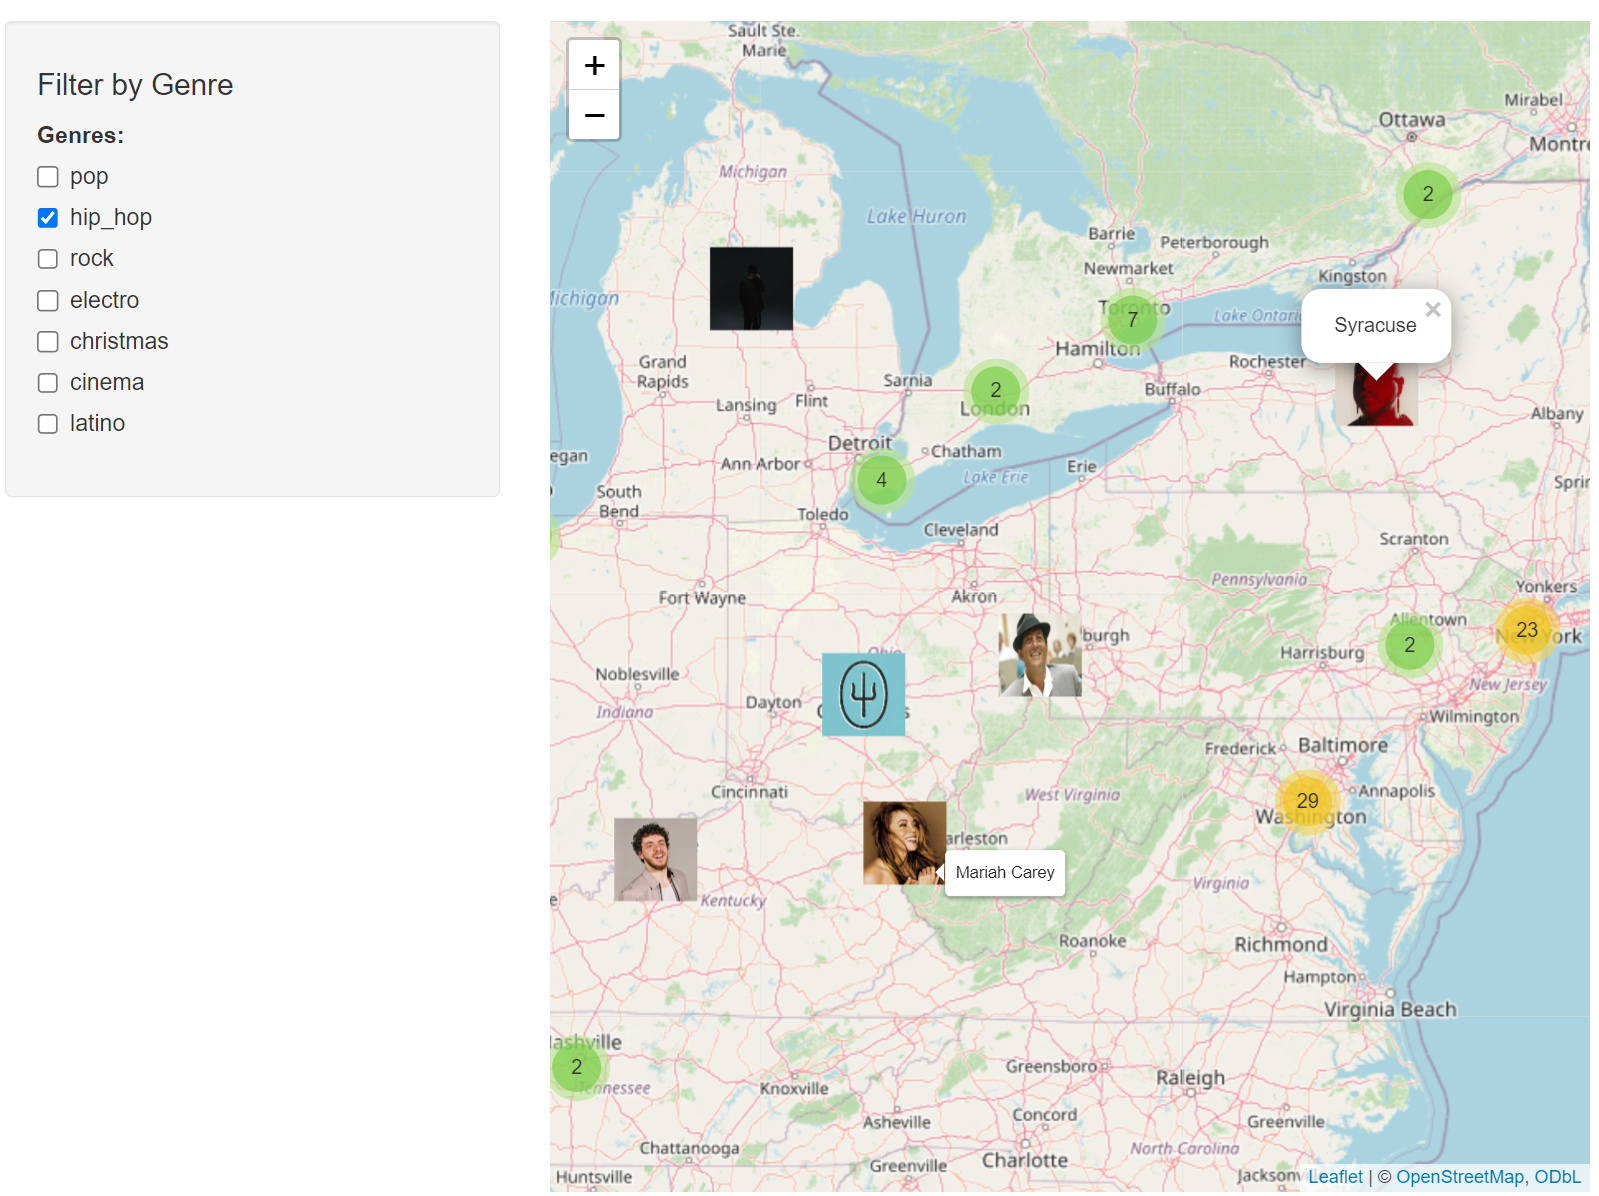 Filter by Genre
Genres:
pop
hip_hop
rock
electro
christmas
cinema
latino
+
−
Sault Ste.
Marie
Mirabel
Ottawa
Montre
Michigan
2
Lake Huron
Barrie
Peterborough
Newmarket
Kingston
Michigan
Toronto
7
Lake Ontario
Syracuse
×
Hamilton
Grand
Rapids
Rochester
Sarnia
Buffalo
2
Lansing
Flint
London
Albany
Detroit
Chatham
egan
Ann Arbor
Erie
4
Lake Erie
Sprin
South
Bend
Toledo
Cleveland
Scranton
Pennsylvania
Yonkers
Fort Wayne
Akron
Allentown
23
New York
burgh
2
Harrisburg
Ohio
Noblesville
New Jersey
Indiana
Dayton
C
s
Wilmington
Frederick
Baltimore
Cincinnati
West Virginia
Annapolis
29
Washington
arleston
Mariah Carey
Virginia
Kentucky
e
Roanoke
Richmond
Hampton
Virginia Beach
Nashville
2
Tennessee
Knoxville
Greensboro
Raleigh
Concord
Asheville
Greenville
Chattanooga
North Carolina
Charlotte
Greenville
Huntsville
Jacksonv
Leaflet | © OpenStreetMap, ODbL